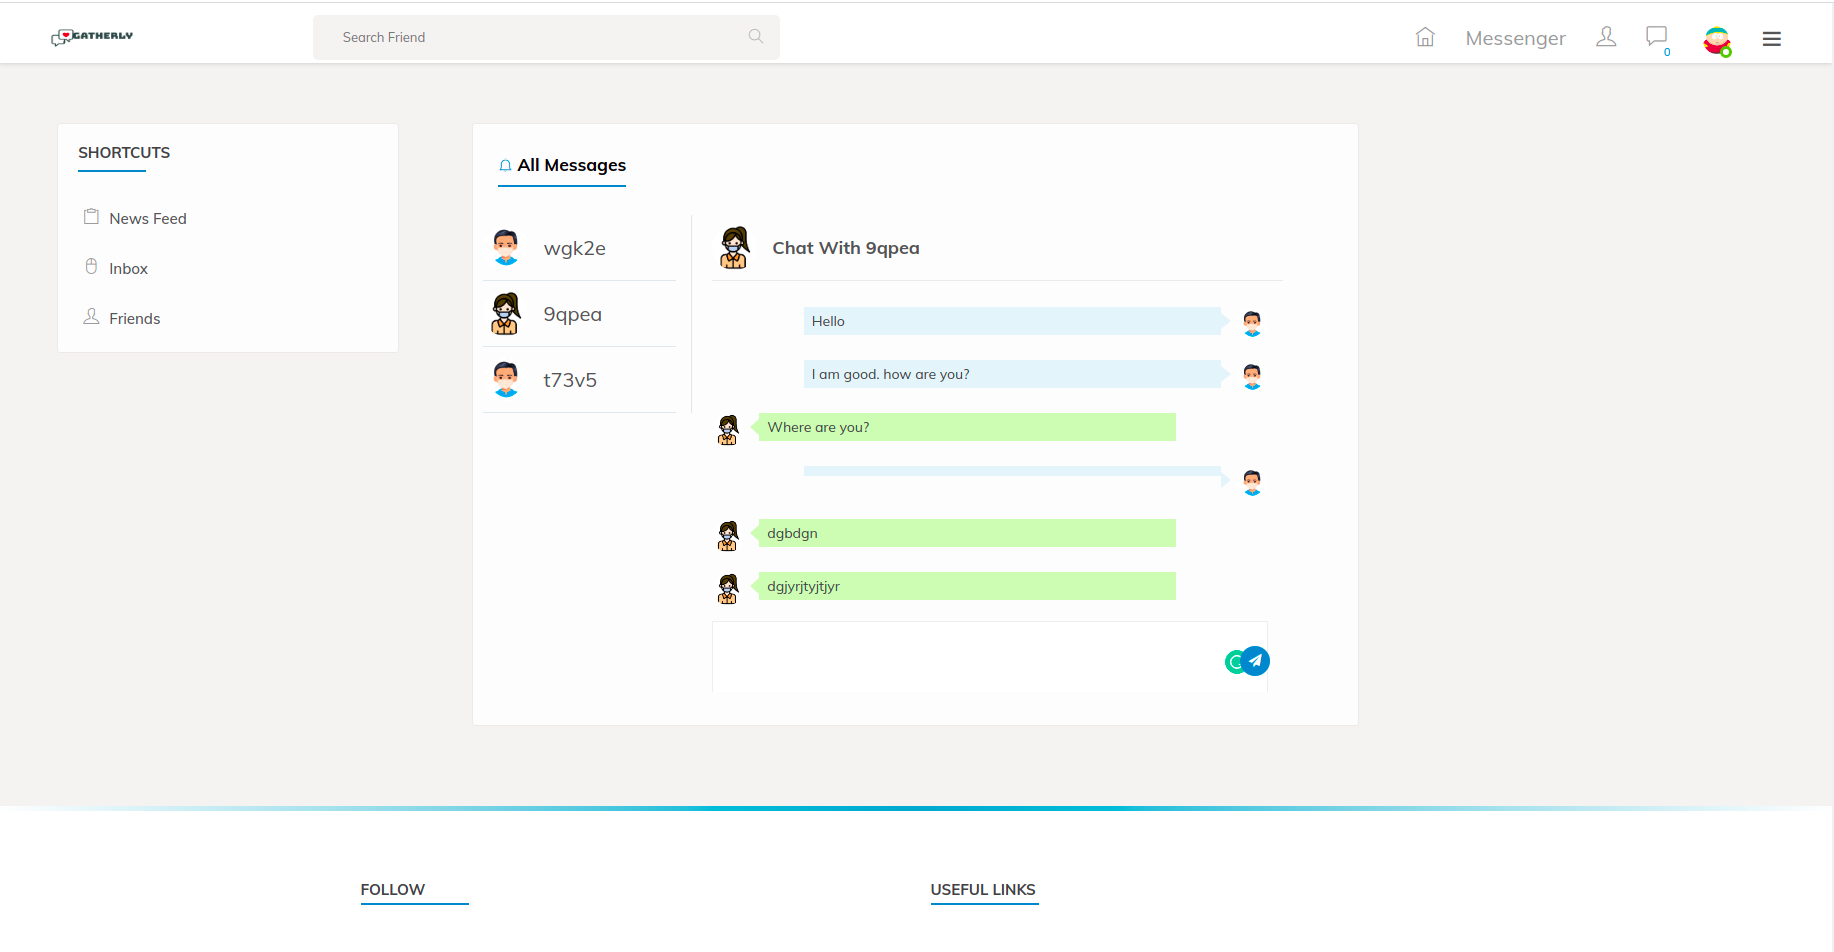 GATHERLY
Search Friend
Messenger
0
SHORTCUTS
News Feed
Inbox
Friends
All Messages
wgk2e
9qpea
t73v5
Chat With 9qpea
Hello
I am good. how are you?
Where are you?
dgbdgn
dgjyrjtyjtjyr
FOLLOW
USEFUL LINKS